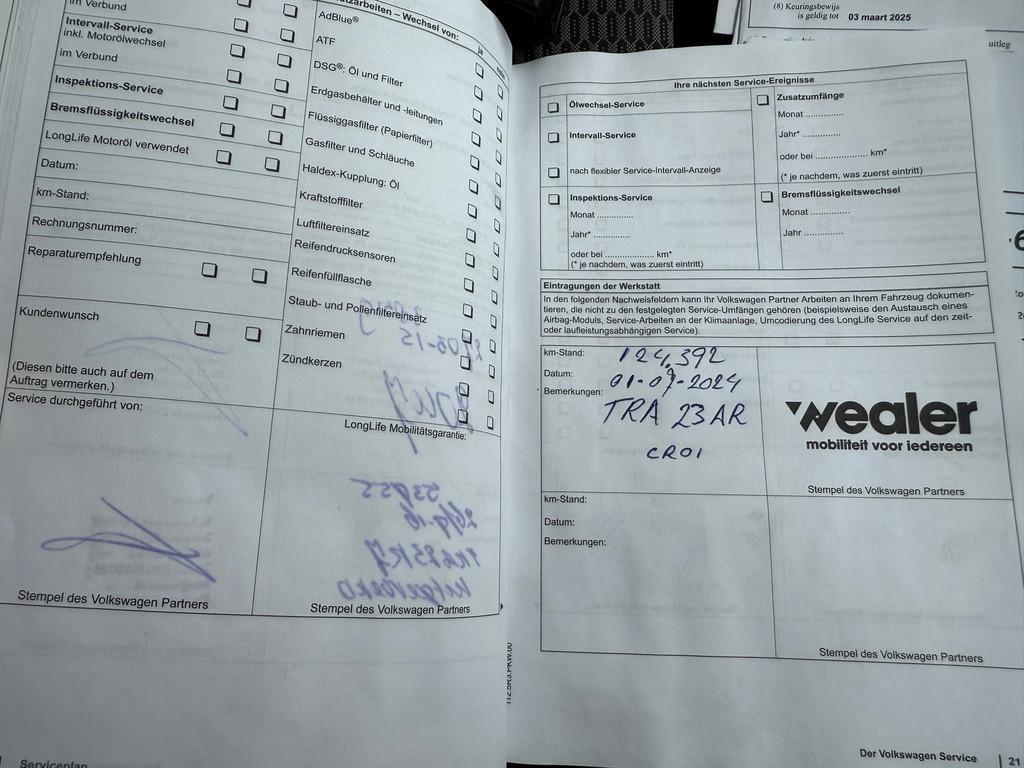 im Verbund
Intervall-Service
inkl. Motorölwechsel
im Verbund
Inspektions-Service
Bremsflüssigkeitswechsel
LongLife Motoröl verwendet
Datum:
km-Stand:
Rechnungsnummer:
Reparaturempfehlung
Kundenwunsch
(Diesen bitte auch auf dem
Auftrag vermerken.)
Service durchgeführt von:
Stempel des Volkswagen Partners
– Wechsel von:
ja
AdBlue®
ATF
DSG®: Öl und Filter
Erdgasbehälter und -leitungen
Flüssiggasfilter (Papierfilter)
Gasfilter und Schläuche
Haldex-Kupplung: Öl
Kraftstofffilter
Luftfiltereinsatz
Reifendrucksensoren
Reifenfüllflasche
Staub- und Pollenfiltereinsatz
Zahnriemen
Zündkerzen
LongLife Mobilitätsgarantie:
Stempel des Volkswagen Partners
Serviceplan
(8) Keuringsbewijs
is geldig tot 03 maart 2025
uitleg
Ihre nächsten Service-Ereignisse
Ölwechsel-Service
Intervall-Service
nach flexibler Service-Intervall-Anzeige
Inspektions-Service
Monat ..............
Jahr* ..............
oder bei ................... km*
(* je nachdem, was zuerst eintritt)
Zusatzumfänge
Monat ..............
Jahr* ..............
oder bei ................... km*
(* je nachdem, was zuerst eintritt)
Bremsflüssigkeitswechsel
Monat ..............
Jahr ..............
Eintragungen der Werkstatt
In den folgenden Nachweisfeldern kann Ihr Volkswagen Partner Arbeiten an Ihrem Fahrzeug dokumen-
tieren, die nicht zu den festgelegten Service-Umfängen gehören (beispielsweise den Austausch eines
Airbag-Moduls, Service-Arbeiten an der Klimaanlage, Umcodierung des LongLife Service auf den zeit-
oder laufleistungsabhängigen Service).
km-Stand: 124,392
Datum: 01-07-2024
Bemerkungen: TRA 23AR
CR01
wealer
mobiliteit voor iedereen
Stempel des Volkswagen Partners
km-Stand:
Datum:
Bemerkungen:
Stempel des Volkswagen Partners
Der Volkswagen Service | 21